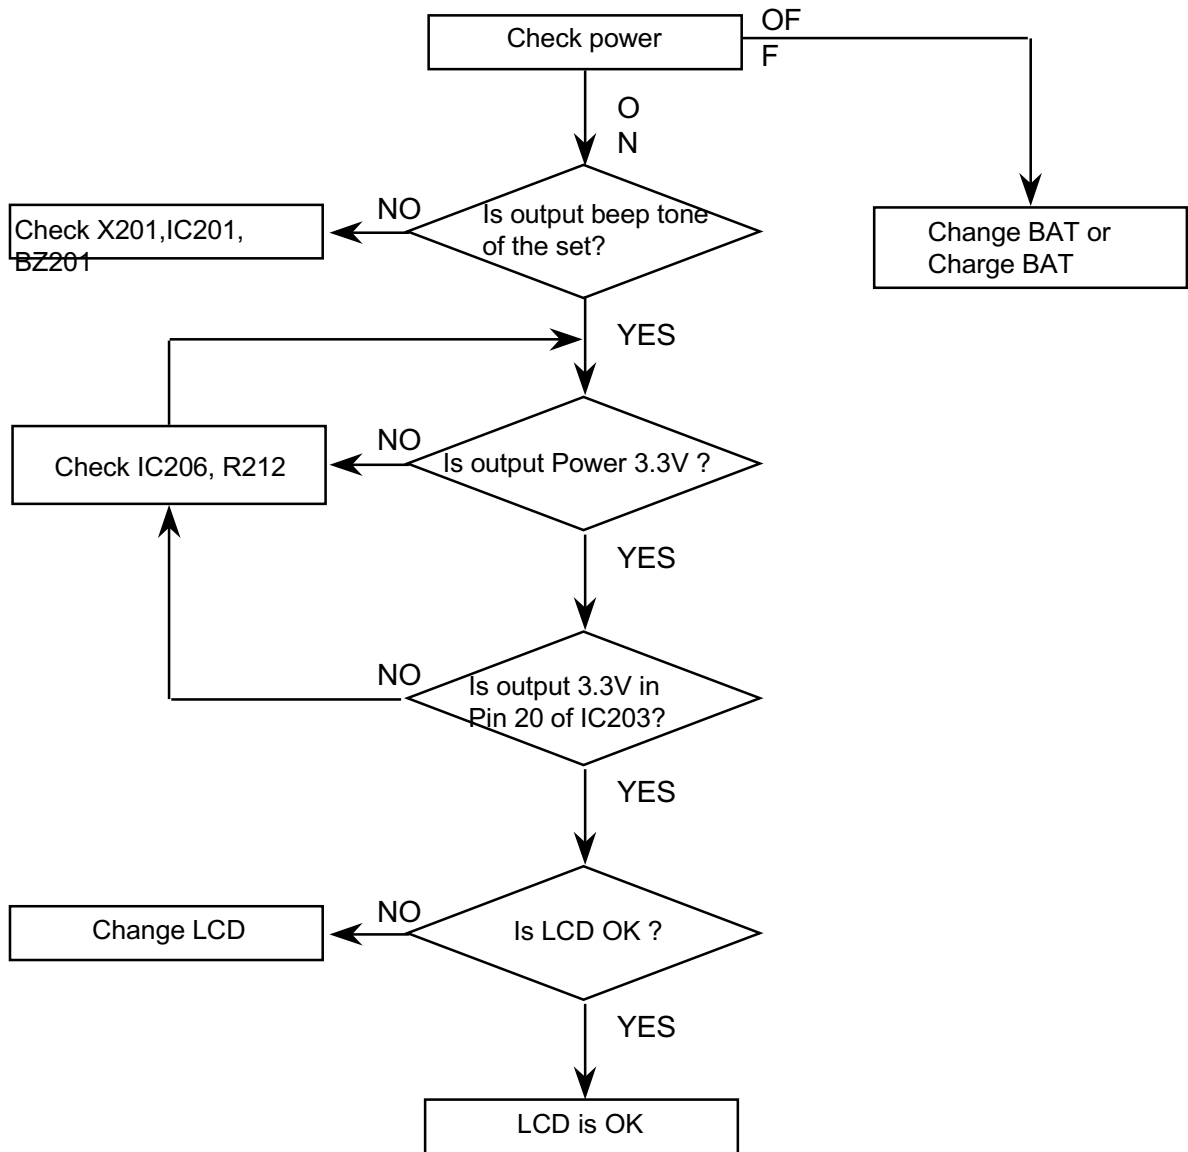 Check power
OF
F
O
N
NO
Is output beep tone
of the set?
Check X201,IC201,
BZ201
Change BAT or
Charge BAT
YES
NO
Check IC206, R212
Is output Power 3.3V ?
YES
NO
Is output 3.3V in
Pin 20 of IC203?
YES
NO
Change LCD
Is LCD OK ?
YES
LCD is OK